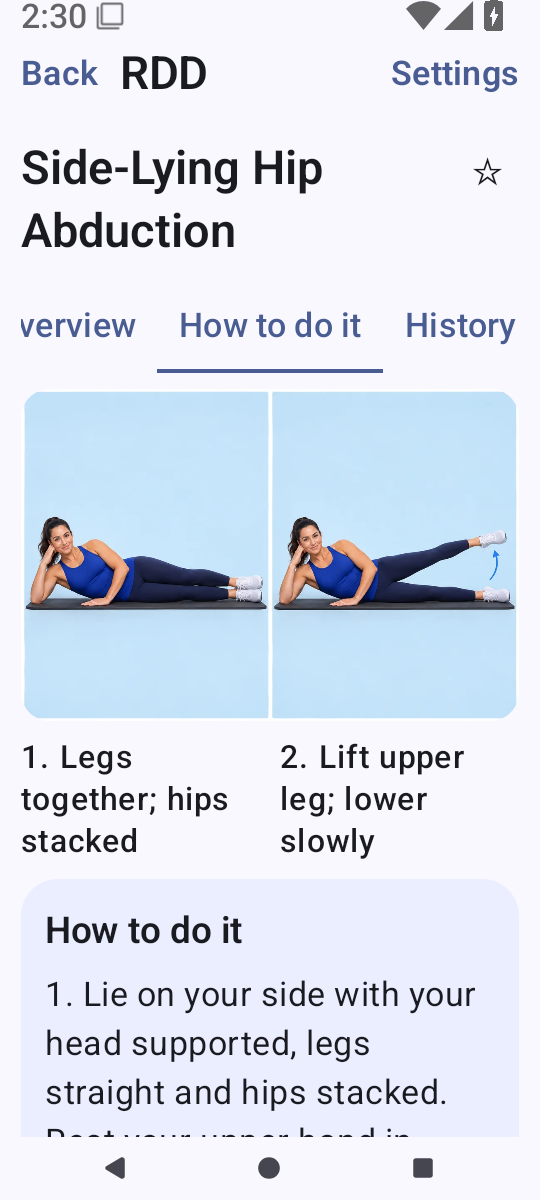 2:30
Back RDD Settings
Side-Lying Hip
Abduction
verview How to do it History
1. Legs
together; hips
stacked
2. Lift upper
leg; lower
slowly
How to do it
1. Lie on your side with your
head supported, legs
straight and hips stacked.